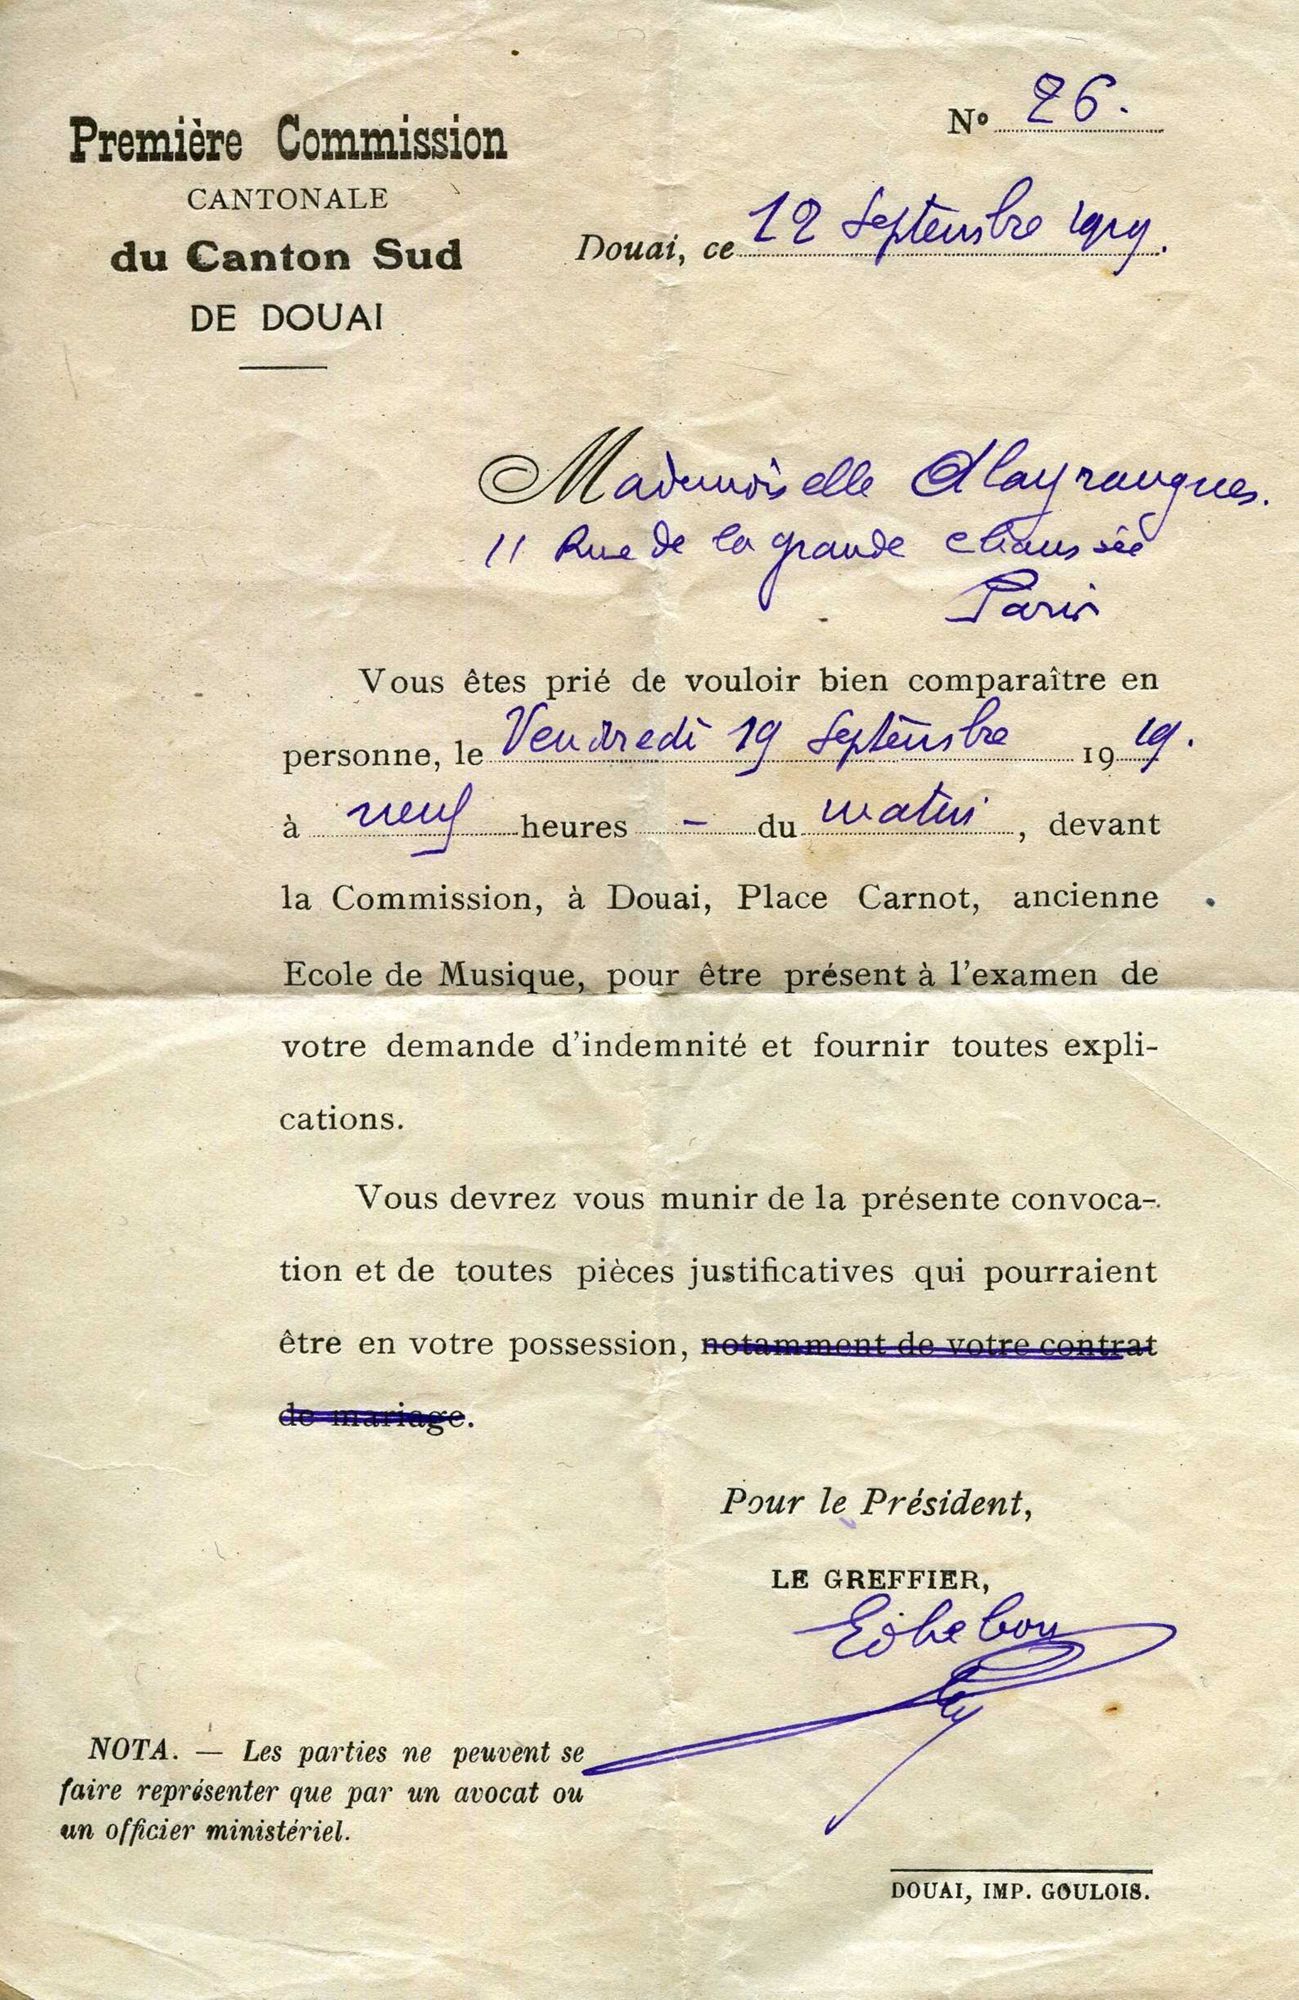 Première Commission
CANTONALE
du Canton Sud
DE DOUAI
N° 26.
Douai, ce 12 Septembre 1919.
Mademoiselle Alayrangues.
11 Rue de la grande chaussée
Paris
Vous êtes prié de vouloir bien comparaître en
personne, le Vendredi 19 Septembre 1919.
à neuf heures - du matin, devant
la Commission, à Douai, Place Carnot, ancienne
Ecole de Musique, pour être présent à l'examen de
votre demande d'indemnité et fournir toutes expli-
cations.
Vous devrez vous munir de la présente convoca-
tion et de toutes pièces justificatives qui pourraient
être en votre possession, notamment de votre contrat
de mariage.
Pour le Président,
LE GREFFIER,
NOTA. — Les parties ne peuvent se
faire représenter que par un avocat ou
un officier ministériel.
DOUAI, IMP. GOULOIS.